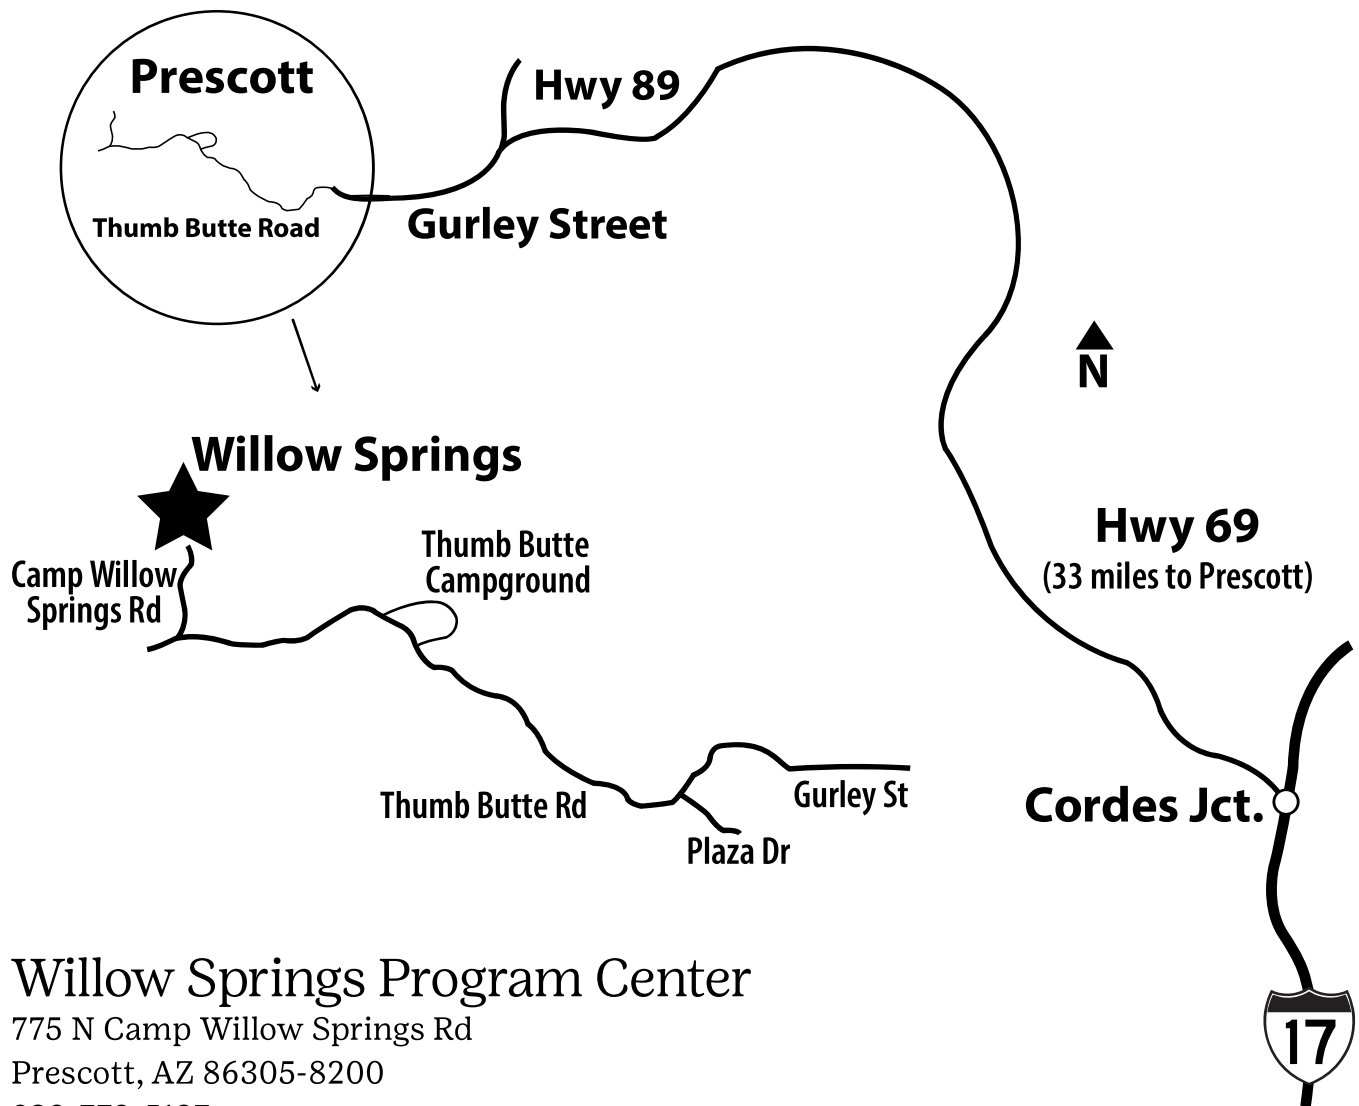 Prescott
Hwy 89
Thumb Butte Road
Gurley Street
N
Willow Springs
Hwy 69
(33 miles to Prescott)
Thumb Butte
Campground
Camp Willow
Springs Rd
Thumb Butte Rd
Gurley St
Plaza Dr
Cordes Jct.
Willow Springs Program Center
775 N Camp Willow Springs Rd
Prescott, AZ 86305-8200
17